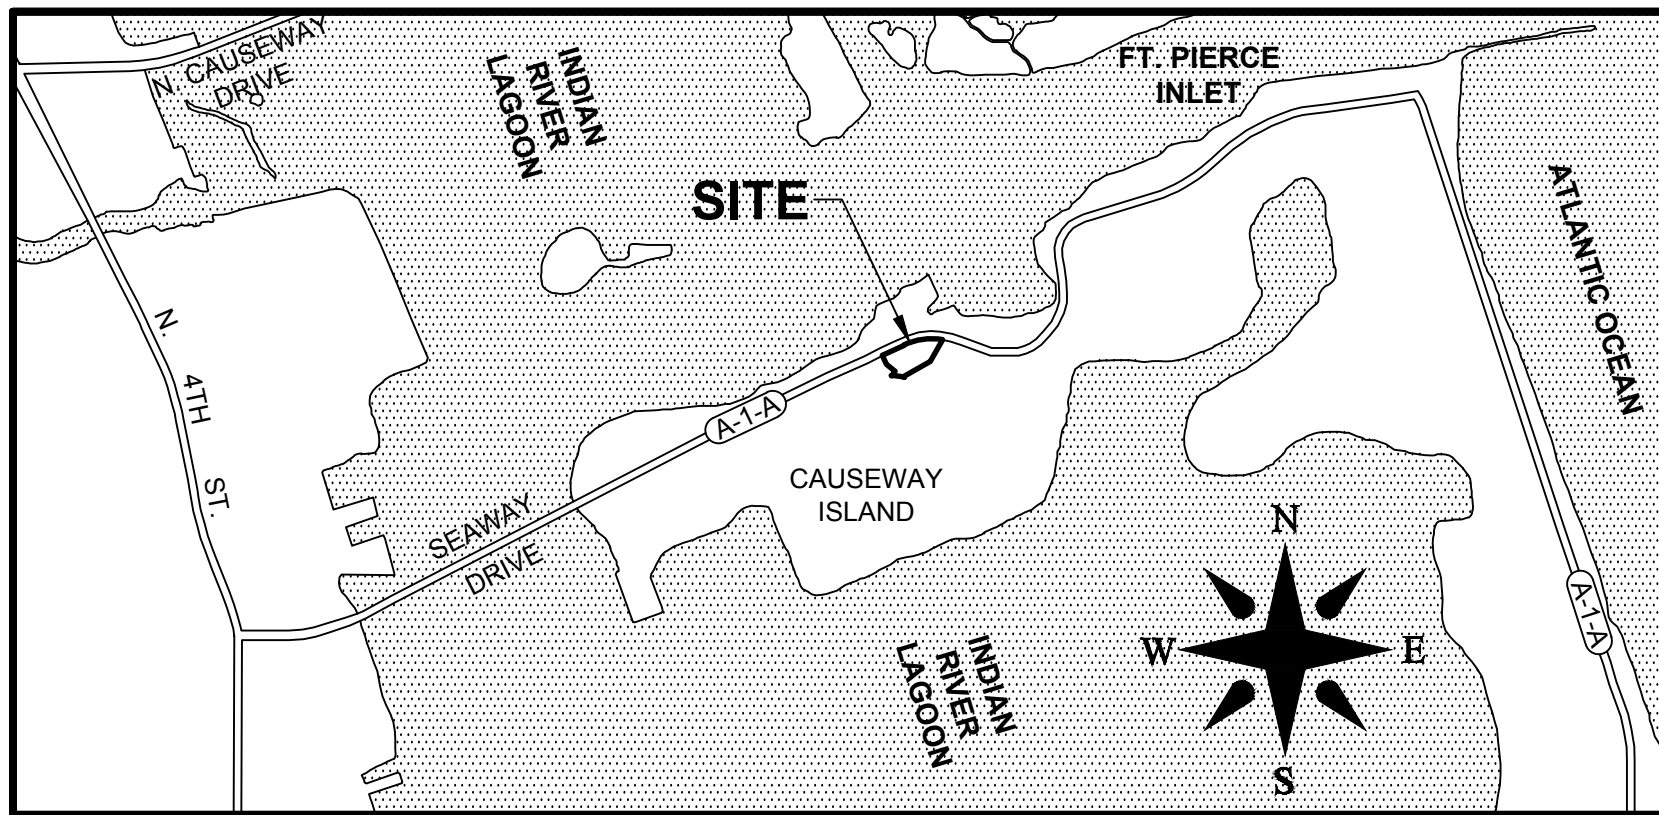 N. CAUSEWAY
DRIVE
INDIAN
RIVER
LAGOON
FT. PIERCE
INLET
SITE
ATLANTIC OCEAN
N.
4TH
ST.
A-1-A
CAUSEWAY
ISLAND
SEAWAY
DRIVE
N
W
E
S
A-1-A
INDIAN
RIVER
LAGOON